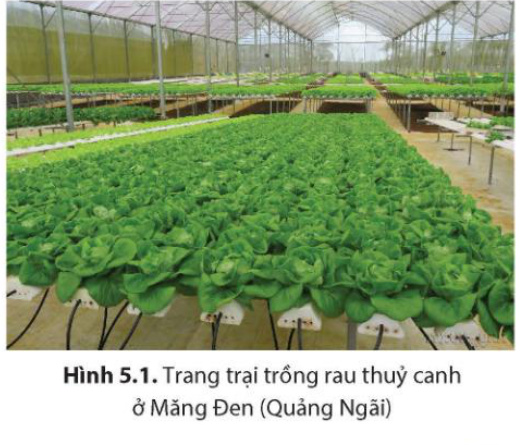 Hình 5.1. Trang trại trồng rau thuỷ canh
ở Măng Đen (Quảng Ngãi)